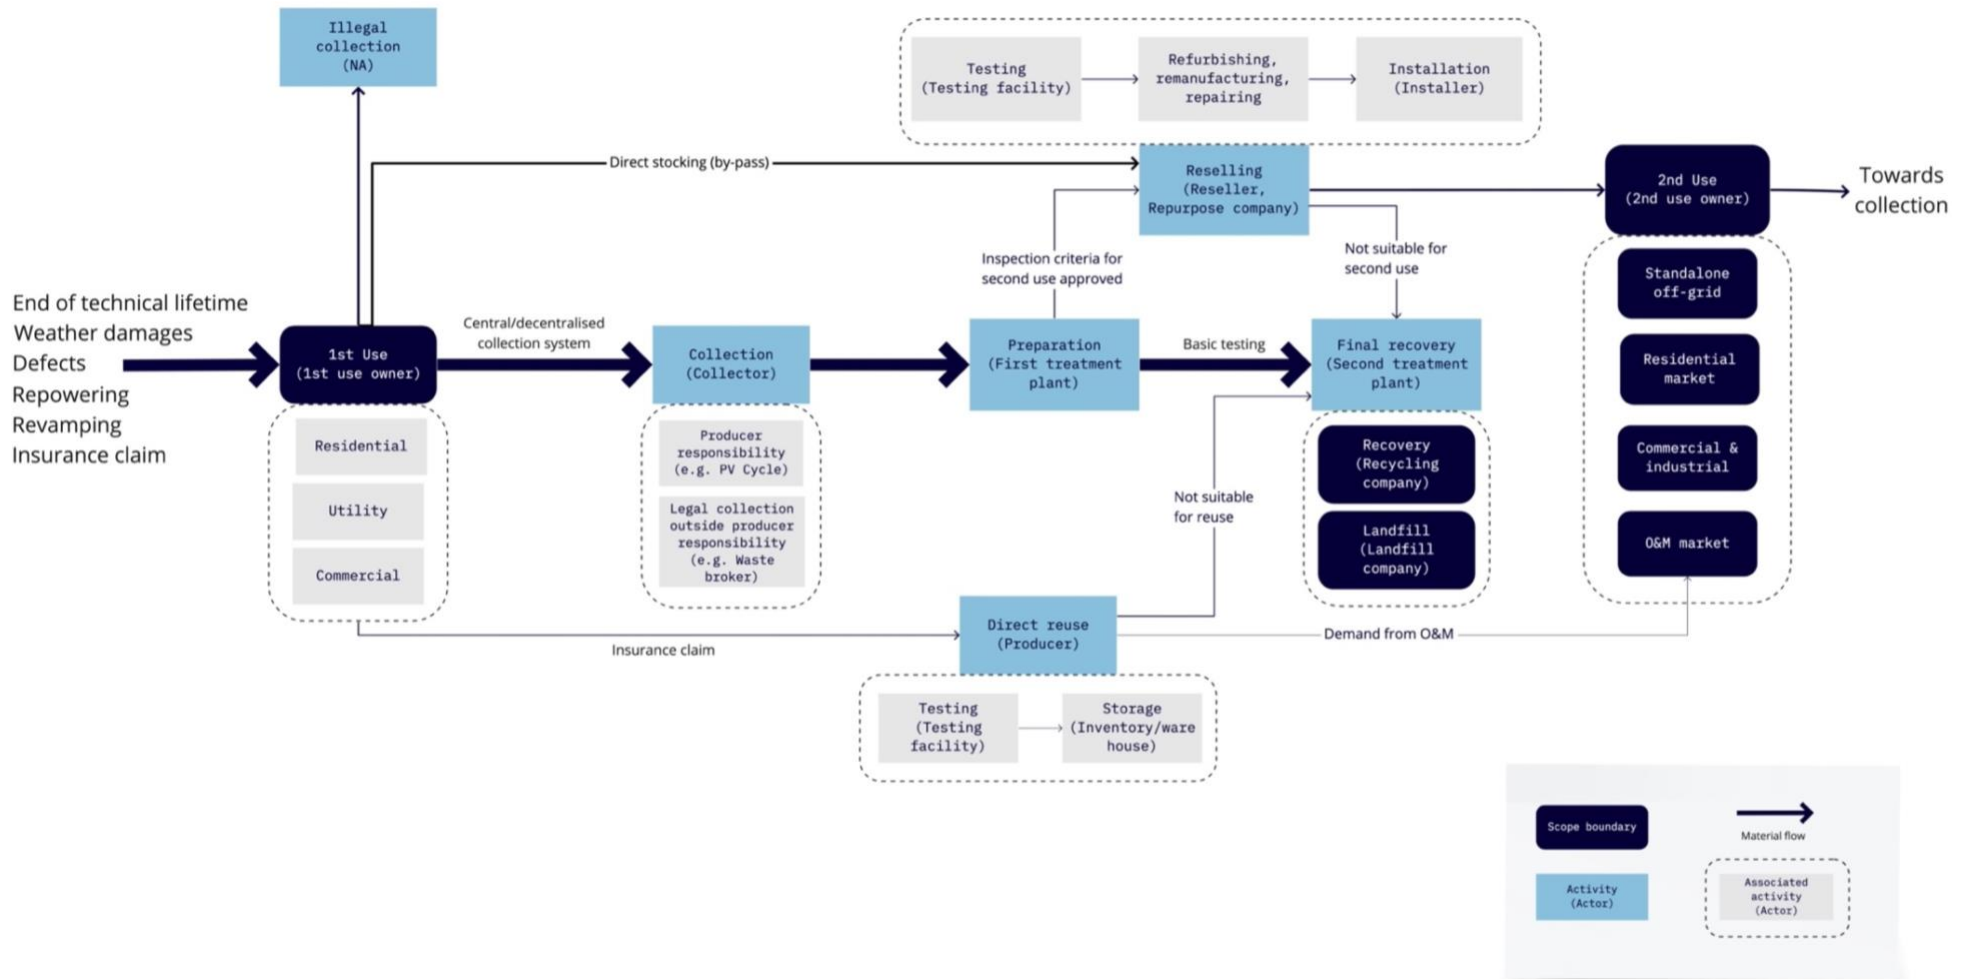 Illegal
collection
(NA)
Testing
(Testing facility)
Refurbishing,
remanufacturing,
repairing
Installation
(Installer)
Direct stocking (by-pass)
Reselling
(Reseller,
Repurpose company)
2nd Use
(2nd use owner)
Towards
collection
Inspection criteria for
second use approved
Not suitable for
second use
Standalone
off-grid
Residential
market
Commercial &
industrial
O&M market
End of technical lifetime
Weather damages
Defects
Repowering
Revamping
Insurance claim
1st Use
(1st use owner)
Central/decentralised
collection system
Collection
(Collector)
Preparation
(First treatment
plant)
Basic testing
Final recovery
(Second treatment
plant)
Residential
Utility
Commercial
Producer
responsibility
(e.g. PV Cycle)
Legal collection
outside producer
responsibility
(e.g. Waste
broker)
Not suitable
for reuse
Recovery
(Recycling
company)
Landfill
(Landfill
company)
Insurance claim
Direct reuse
(Producer)
Demand from O&M
Testing
(Testing
facility)
Storage
(Inventory/ware
house)
Scope boundary
Material flow
Activity
(Actor)
Associated
activity
(Actor)